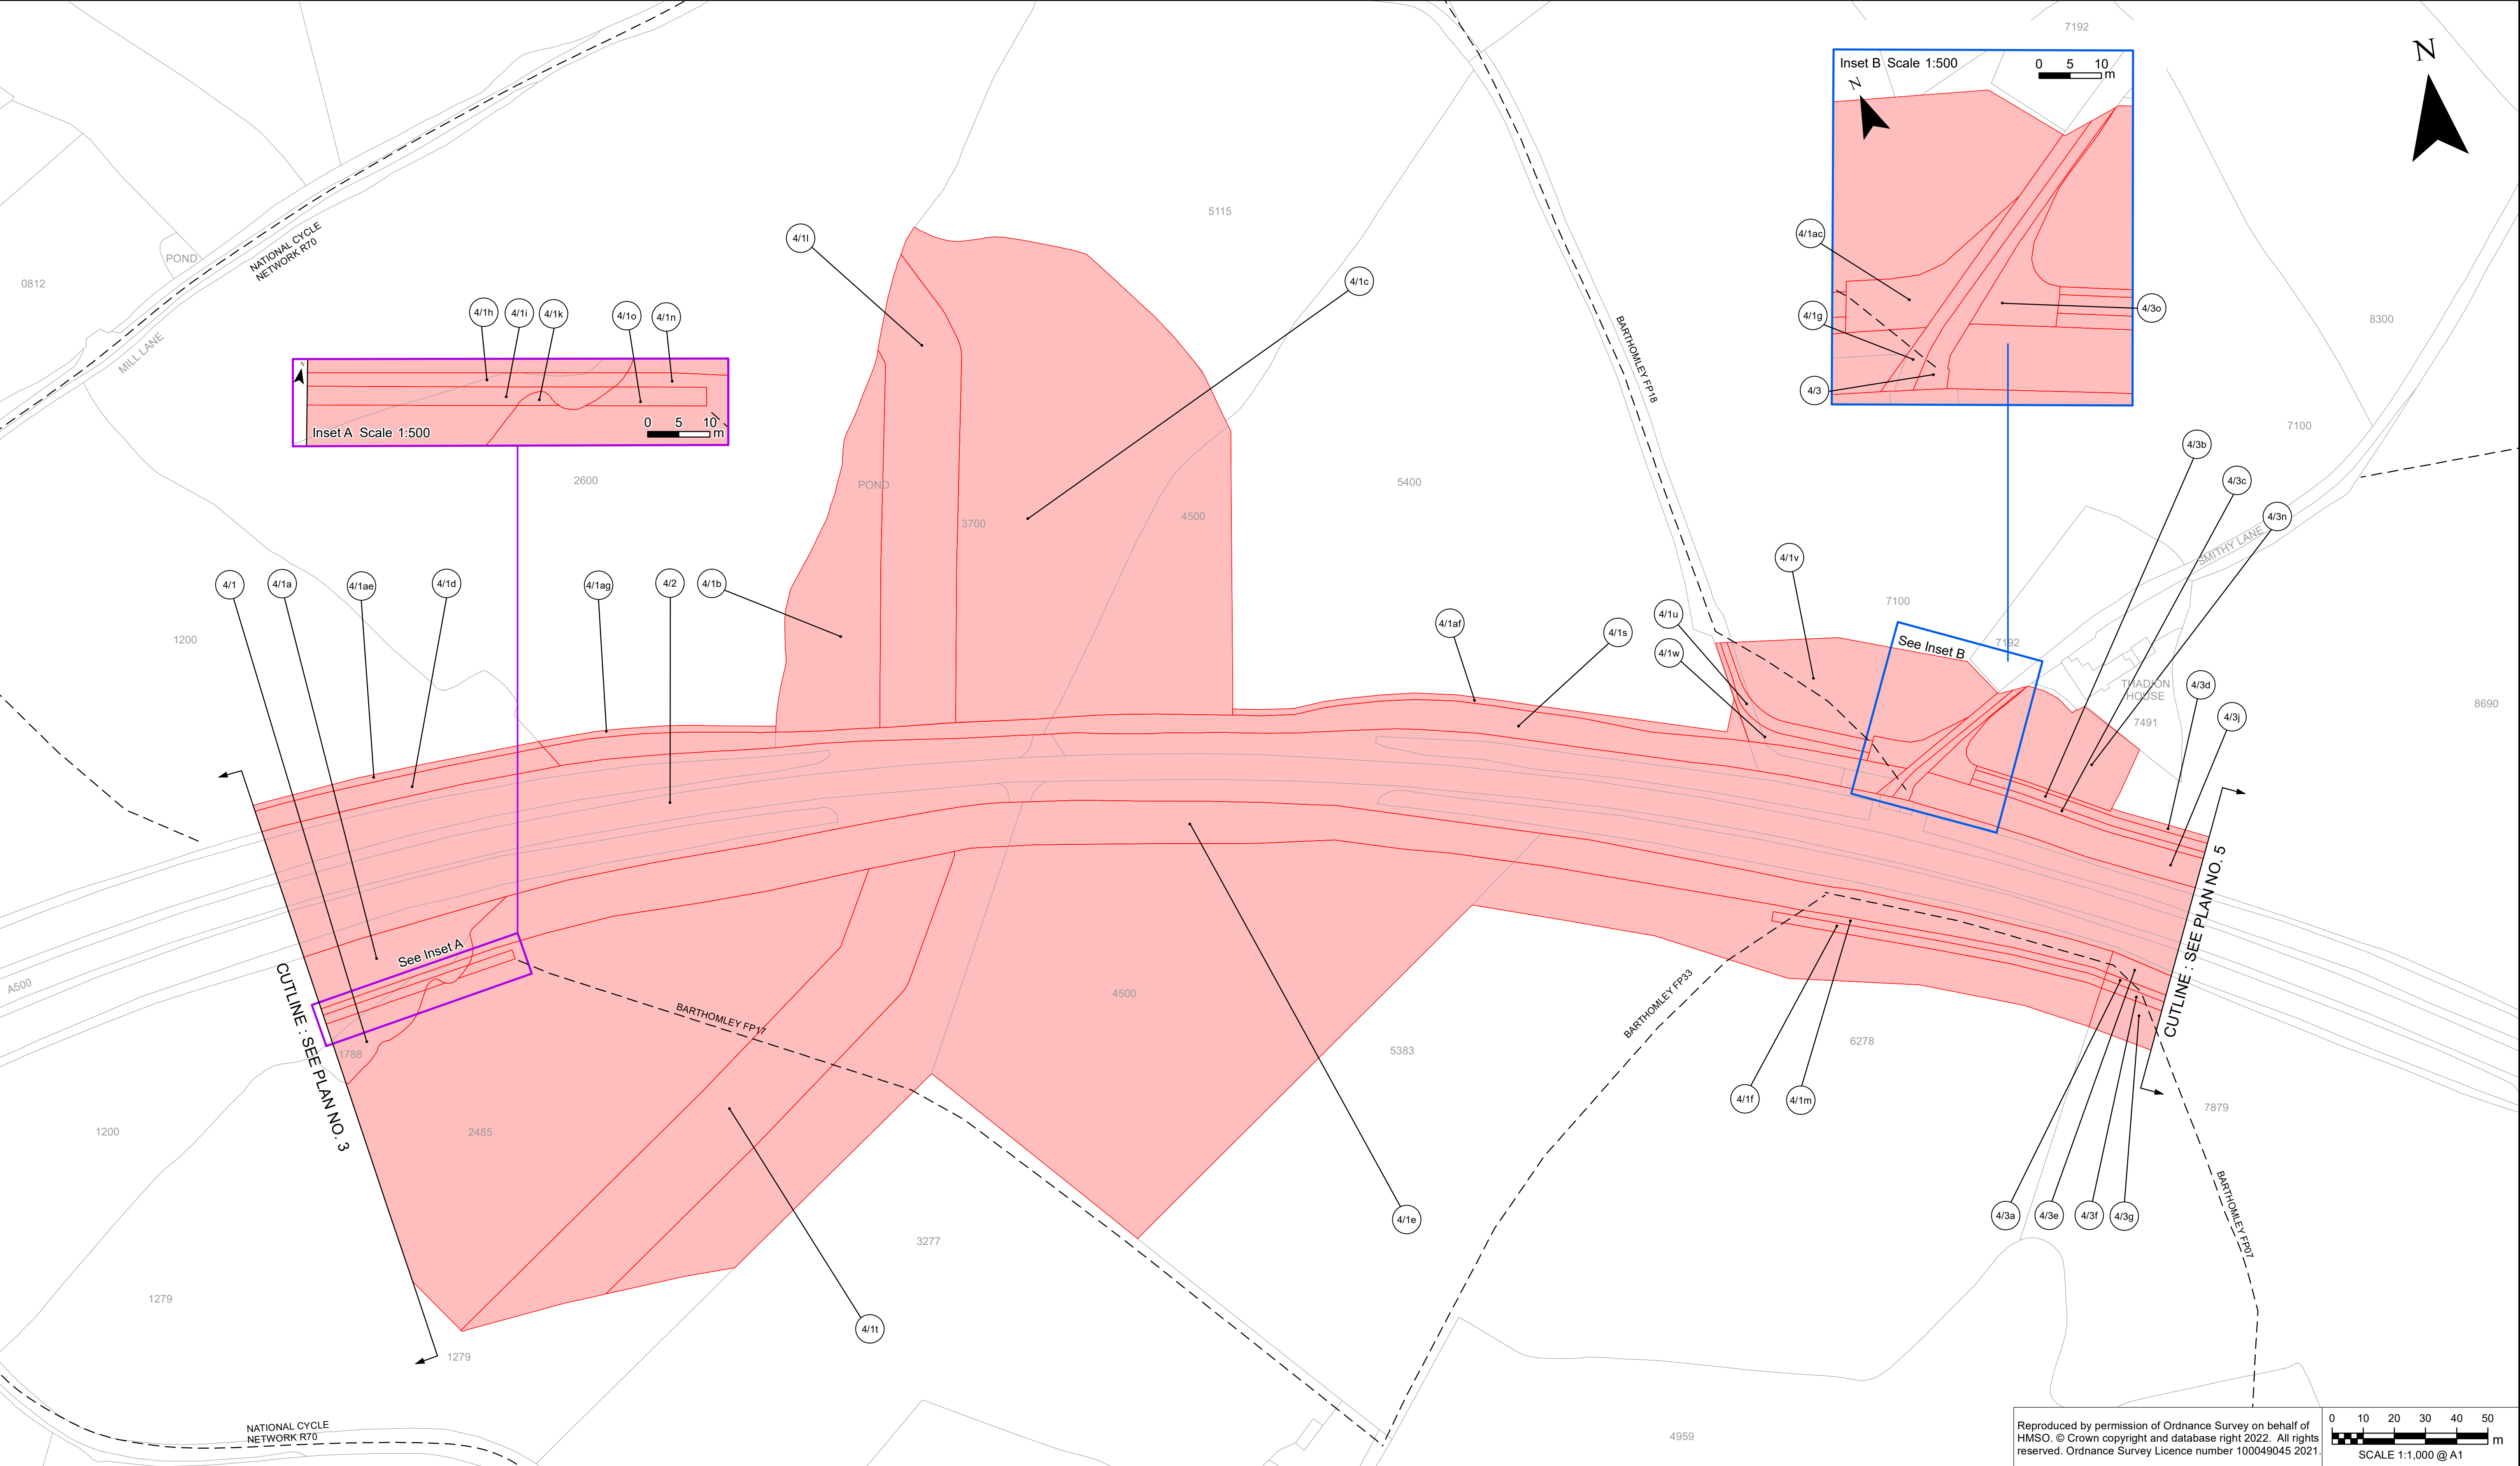 7192
N
Inset B Scale 1:500
0 5 10
m
N
4/1ac
4/1g
4/3
4/3o
5115
4/1l
4/1c
NATIONAL CYCLE
NETWORK R70
POND
0812
MILL LANE
BARTHOMLEY FP18
8300
4/1h
4/1i
4/1k
4/1o
4/1n
N
Inset A Scale 1:500
0 5 10
m
7100
4/3b
4/3c
4/3n
2600
POND
3700
4500
5400
SMITHY LANE
4/1
4/1a
4/1ae
4/1d
4/1ag
4/2
4/1b
4/1v
7100
4/1u
4/1af
4/1s
4/1w
1200
See Inset B
7192
THADION
HOUSE
7491
4/3d
4/3j
8690
CUTLINE : SEE PLAN NO. 5
See Inset A
A500
CUTLINE : SEE PLAN NO. 3
4500
BARTHOMLEY FP17
BARTHOMLEY FP33
1788
5383
6278
4/1f
4/1m
7879
1200
2485
BARTHOMLEY FP07
4/3a
4/3e
4/3f
4/3g
4/1e
3277
1279
4/1t
1279
NATIONAL CYCLE
NETWORK R70
4959
Reproduced by permission of Ordnance Survey on behalf of
HMSO. © Crown copyright and database right 2022. All rights
reserved. Ordnance Survey Licence number 100049045 2021.
0 10 20 30 40 50
m
SCALE 1:1,000 @ A1